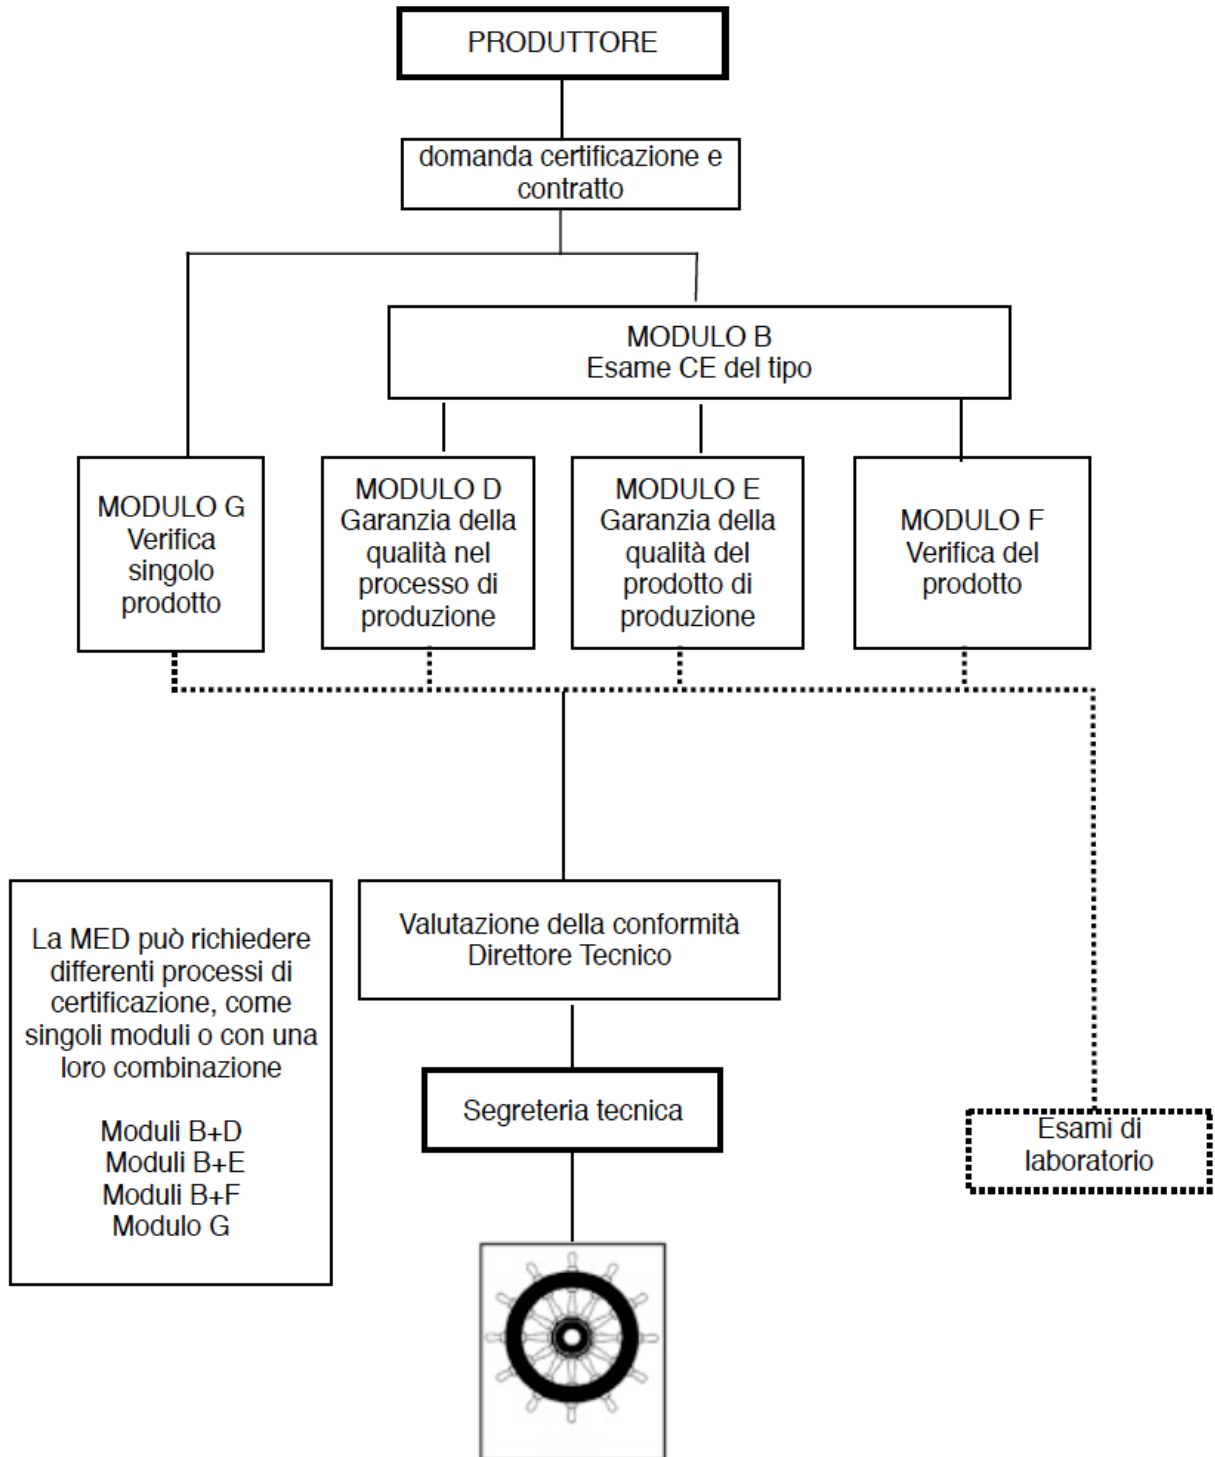 PRODUTTORE
domanda certificazione e
contratto
MODULO B
Esame CE del tipo
MODULO G
Verifica
singolo
prodotto
MODULO D
Garanzia della
qualità nel
processo di
produzione
MODULO E
Garanzia della
qualità del
prodotto di
produzione
MODULO F
Verifica del
prodotto
La MED può richiedere
differenti processi di
certificazione, come
singoli moduli o con una
loro combinazione
Moduli B+D
Moduli B+E
Moduli B+F
Modulo G
Valutazione della conformità
Direttore Tecnico
Segreteria tecnica
Esami di
laboratorio